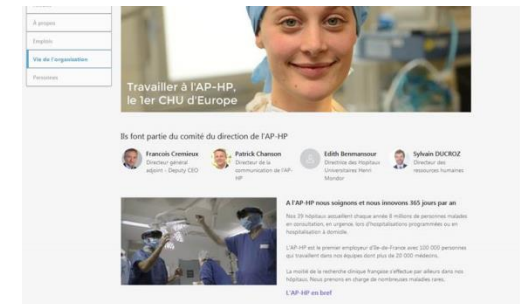 À propos
Emplois
Vie de l'organisation
Personnes
Travailler à l'AP-HP,
le 1er CHU d'Europe
Ils font partie du comité du direction de l'AP-HP
Francois Cremieux
Directeur général
adjoint - Deputy CEO
Patrick Chanson
Directeur de la
communication de l'AP-
HP
Edith Benmansour
Directrice des Hôpitaux
Universitaires Henri
Mondor
Sylvain DUCROZ
Directeur des
ressources humaines
A l'AP-HP nous soignons et nous innovons 365 jours par an
Nos 39 hôpitaux accueillent chaque année 8 millions de personnes malades
en consultation, en urgence, lors d'hospitalisations programmées ou en
hospitalisation à domicile.
L'AP-HP est le premier employeur d'Ile-de-France avec 100 000 personnes
qui travaillent dans nos équipes dont plus de 20 000 médecins.
La moitié de la recherche clinique française s'effectue par ailleurs dans nos
hôpitaux. Nous prenons en charge de nombreuses maladies rares.
L'AP-HP en bref